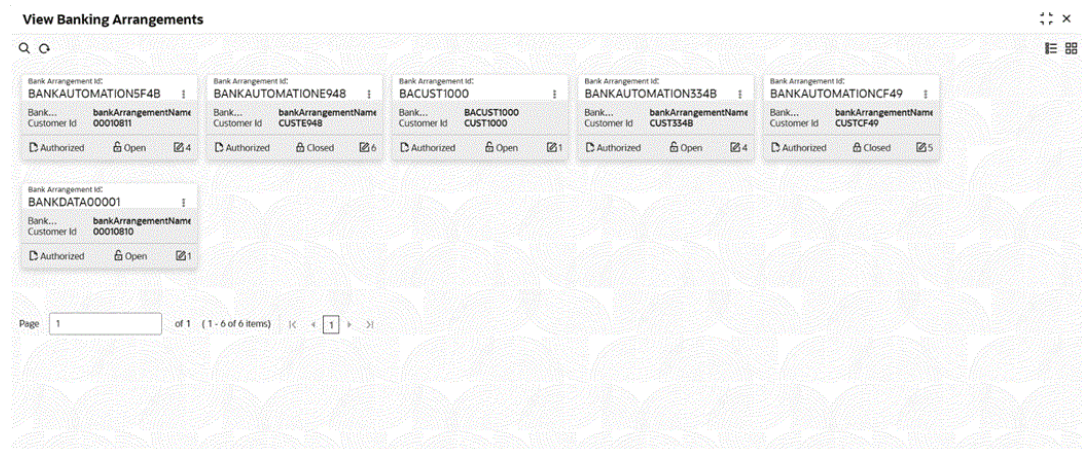 View Banking Arrangements
Bank Arrangement Id:
BANKAUTOMATION5F4B
Bank... bankArrangementName
Customer Id 00010811
Authorized Open 4
Bank Arrangement Id:
BANKAUTOMATIONE948
Bank... bankArrangementName
Customer Id CUSTE948
Authorized Closed 6
Bank Arrangement Id:
BACUST1000
Bank... BACUST1000
Customer Id CUST1000
Authorized Open 1
Bank Arrangement Id:
BANKAUTOMATION334B
Bank... bankArrangementName
Customer Id CUST334B
Authorized Open 4
Bank Arrangement Id:
BANKAUTOMATIONCF49
Bank... bankArrangementName
Customer Id CUSTCF49
Authorized Closed 5
Bank Arrangement Id:
BANKDATA00001
Bank... bankArrangementName
Customer Id 00010810
Authorized Open 1
Page 1 of 1 (1 - 6 of 6 items) 1